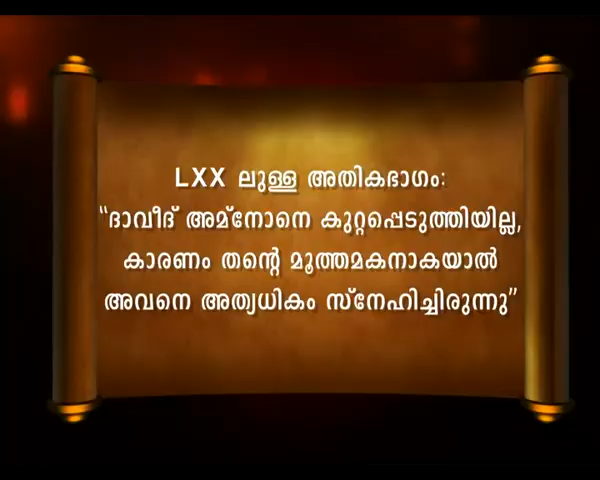 LXX ലുള്ള അതികഭാഗം:
“ദാവീദ് അമ്നോനെ കുറ്റപ്പെടുത്തിയില്ല,
കാരണം തന്റെ മൂത്തമകനാകയാൽ
അവനെ അത്യധികം സ്നേഹിച്ചിരുന്നു”